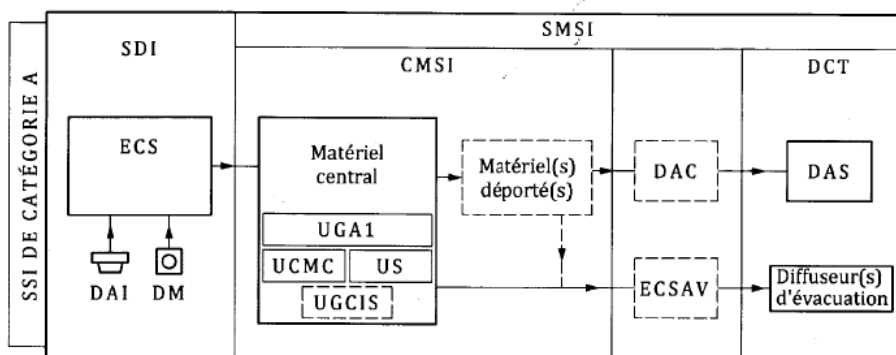 SSI DE CATÉGORIE A
SDI
SMSI
CMSI
DCT
ECS
DAI
DM
Matériel
central
UGA1
UCMC
US
UGCIS
Matériel(s)
déporté(s)
DAC
DAS
ECSAV
Diffuseur(s)
d'évacuation